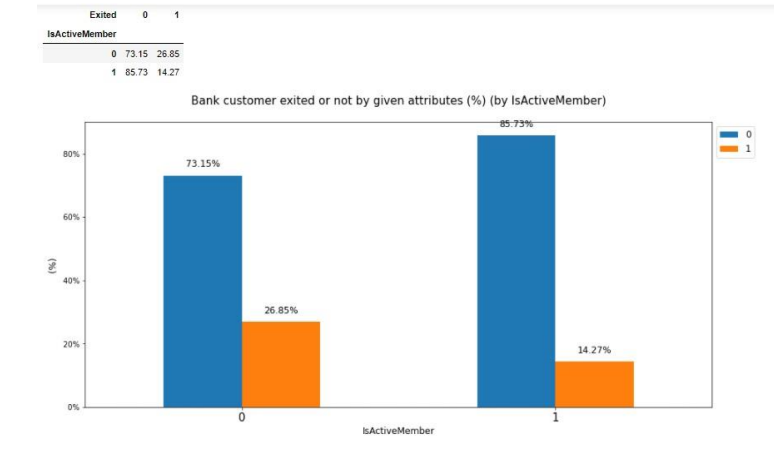 Exited 0 1
IsActiveMember
0 73.15 26.85
1 85.73 14.27
Bank customer exited or not by given attributes (%) (by IsActiveMember)
85.73%
0
1
80%
73.15%
60%
(%)
40%
26.85%
20%
14.27%
0%
0 1
IsActiveMember